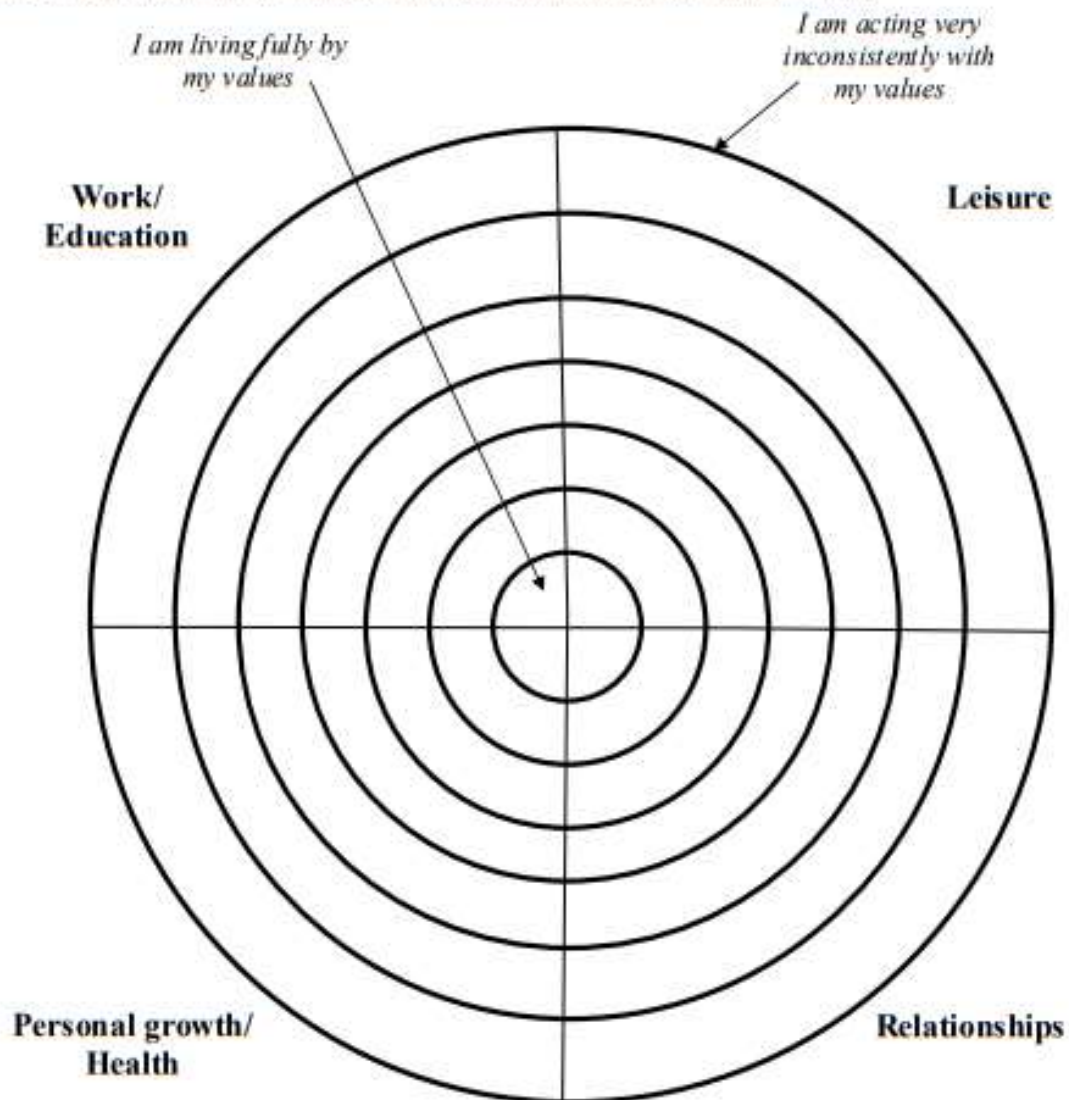 I am living fully by
my values
I am acting very
inconsistently with
my values
Work/
Education
Leisure
Personal growth/
Health
Relationships